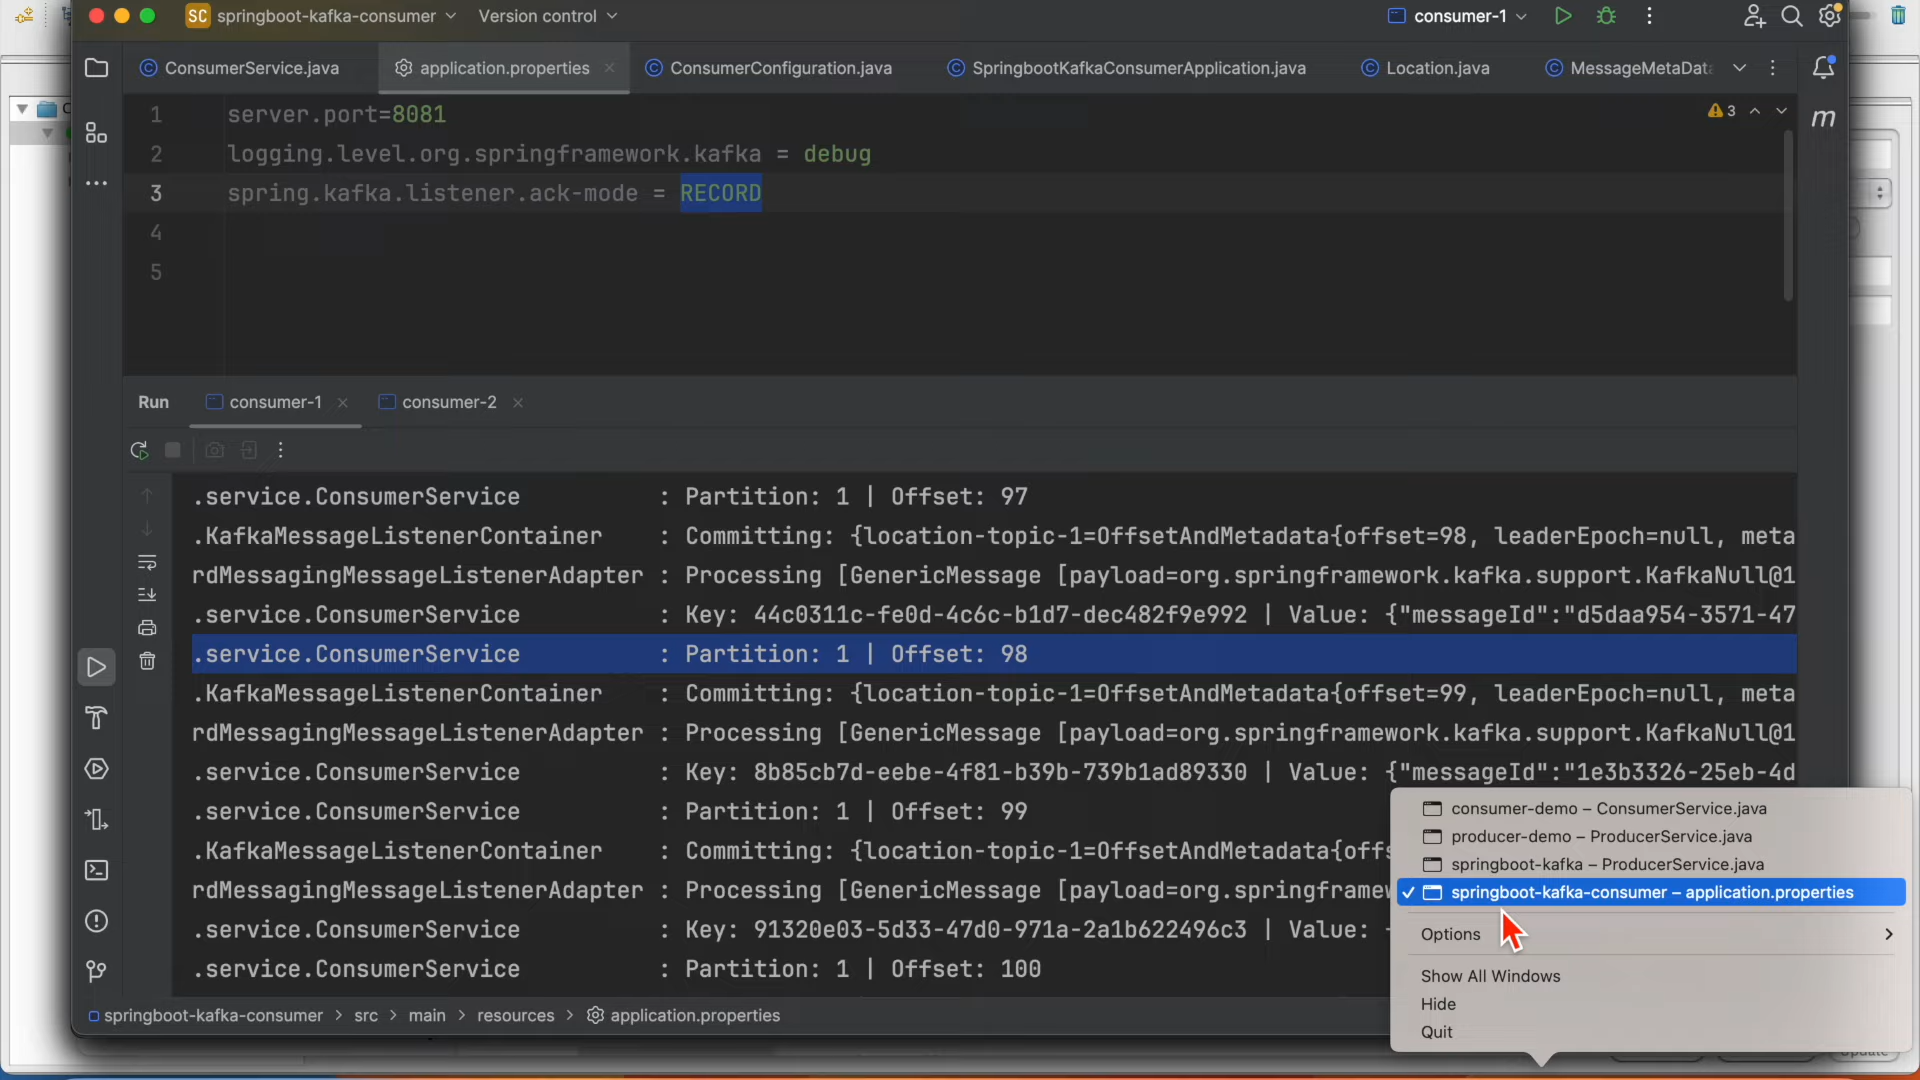 SC springboot-kafka-consumer Version control consumer-1
ConsumerService.java application.properties ConsumerConfiguration.java SpringbootKafkaConsumerApplication.java Location.java MessageMetaData
1 server.port=8081
3
2 logging.level.org.springframework.kafka = debug
3 spring.kafka.listener.ack-mode = RECORD
4
5
m
Run consumer-1 consumer-2
.service.ConsumerService : Partition: 1 | Offset: 97
.KafkaMessageListenerContainer : Committing: {location-topic-1=OffsetAndMetadata{offset=98, leaderEpoch=null, meta
rdMessagingMessageListenerAdapter : Processing [GenericMessage [payload=org.springframework.kafka.support.KafkaNull@1
.service.ConsumerService : Key: 44c0311c-fe0d-4c6c-b1d7-dec482f9e992 | Value: {"messageId":"d5daa954-3571-47
.service.ConsumerService : Partition: 1 | Offset: 98
.KafkaMessageListenerContainer : Committing: {location-topic-1=OffsetAndMetadata{offset=99, leaderEpoch=null, meta
rdMessagingMessageListenerAdapter : Processing [GenericMessage [payload=org.springframework.kafka.support.KafkaNull@1
.service.ConsumerService : Key: 8b85cb7d-eebe-4f81-b39b-739b1ad89330 | Value: {"messageId":"1e3b3326-25eb-4d
.service.ConsumerService : Partition: 1 | Offset: 99
.KafkaMessageListenerContainer : Committing: {location-topic-1=OffsetAndMetadata{offs
rdMessagingMessageListenerAdapter : Processing [GenericMessage [payload=org.springframew
.service.ConsumerService : Key: 91320e03-5d33-47d0-971a-2a1b622496c3 | Value:
.service.ConsumerService : Partition: 1 | Offset: 100
springboot-kafka-consumer > src > main > resources > application.properties
consumer-demo – ConsumerService.java
producer-demo – ProducerService.java
springboot-kafka – ProducerService.java
✓ springboot-kafka-consumer – application.properties
Options
Show All Windows
Hide
Quit